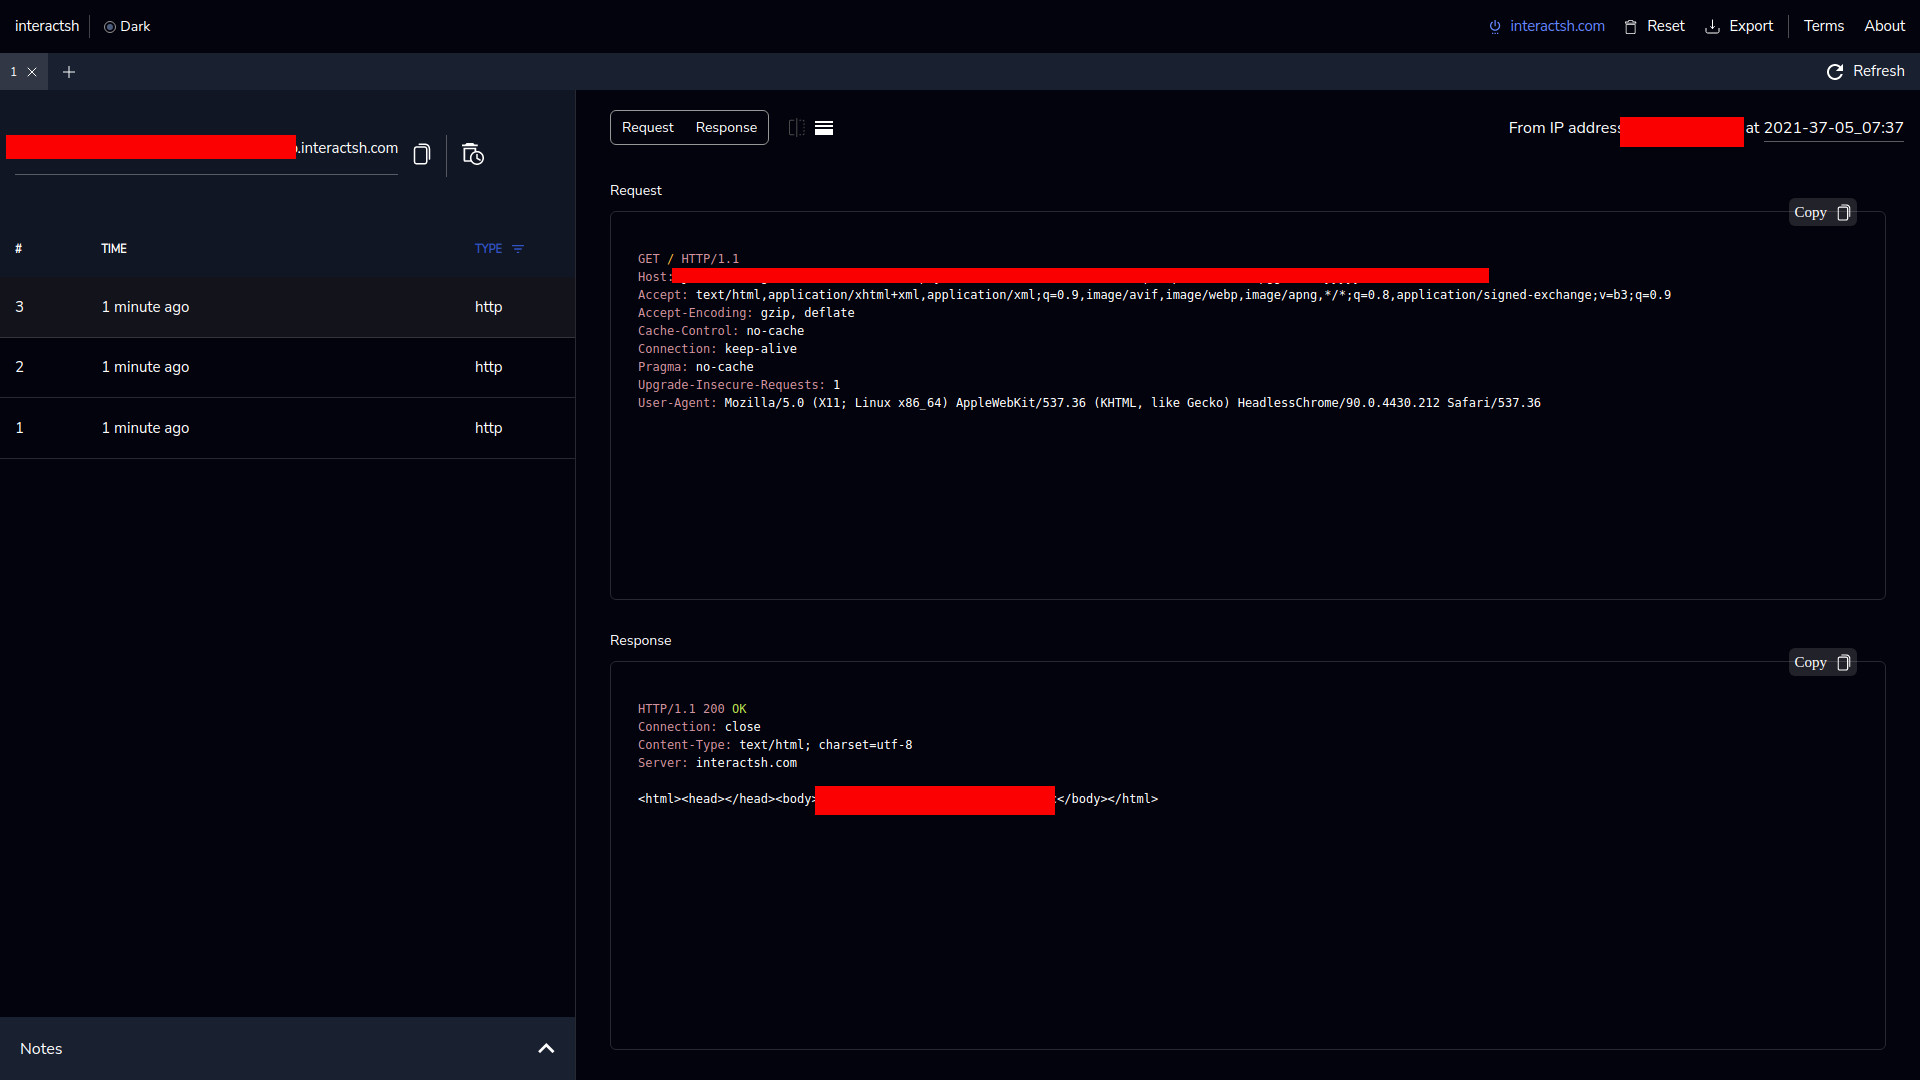 interactsh
Dark
interactsh.com
Reset
Export
Terms
About
1
Refresh
.interactsh.com
Request
Response
From IP address
at 2021-37-05_07:37
# TIME TYPE
3 1 minute ago http
2 1 minute ago http
1 1 minute ago http
Notes
Request
Copy
GET / HTTP/1.1
Host:
Accept: text/html,application/xhtml+xml,application/xml;q=0.9,image/avif,image/webp,image/apng,*/*;q=0.8,application/signed-exchange;v=b3;q=0.9
Accept-Encoding: gzip, deflate
Cache-Control: no-cache
Connection: keep-alive
Pragma: no-cache
Upgrade-Insecure-Requests: 1
User-Agent: Mozilla/5.0 (X11; Linux x86_64) AppleWebKit/537.36 (KHTML, like Gecko) HeadlessChrome/90.0.4430.212 Safari/537.36
Response
Copy
HTTP/1.1 200 OK
Connection: close
Content-Type: text/html; charset=utf-8
Server: interactsh.com
<html><head></head><body> </body></html>